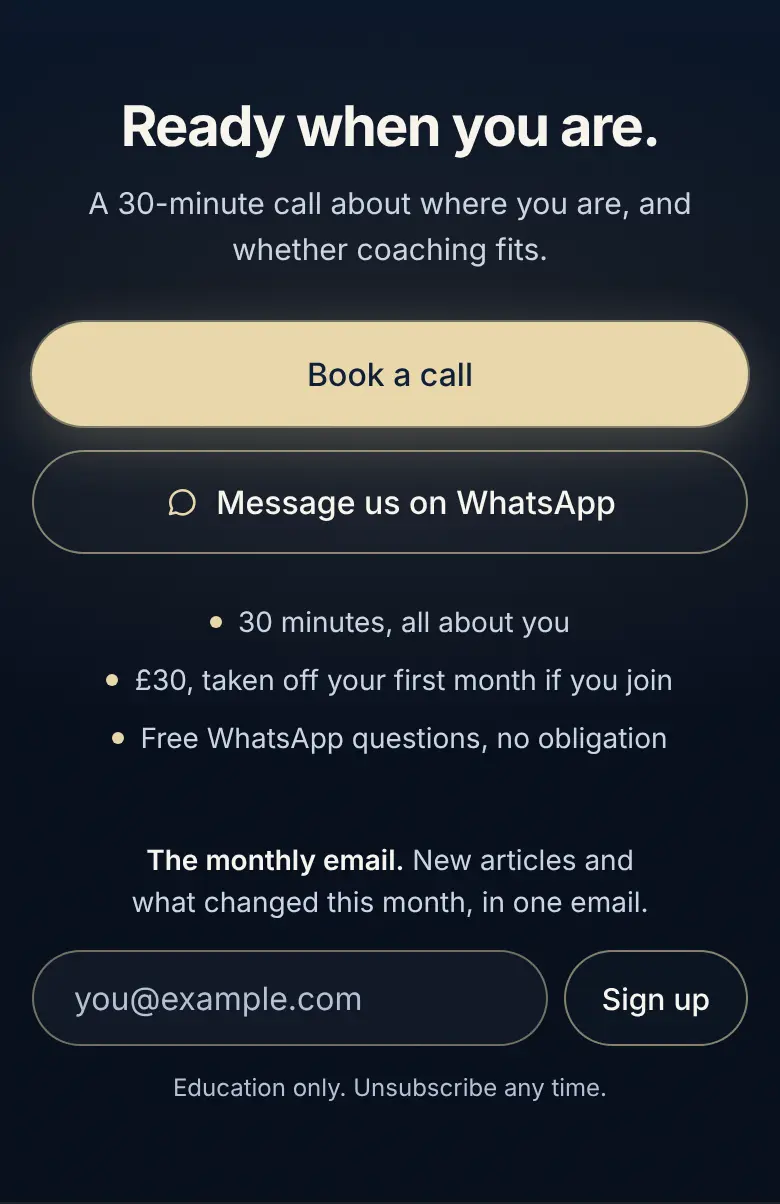 Ready when you are.
A 30-minute call about where you are, and
whether coaching fits.
Book a call
Message us on WhatsApp
30 minutes, all about you
£30, taken off your first month if you join
Free WhatsApp questions, no obligation
The monthly email. New articles and
what changed this month, in one email.
you@example.com
Sign up
Education only. Unsubscribe any time.